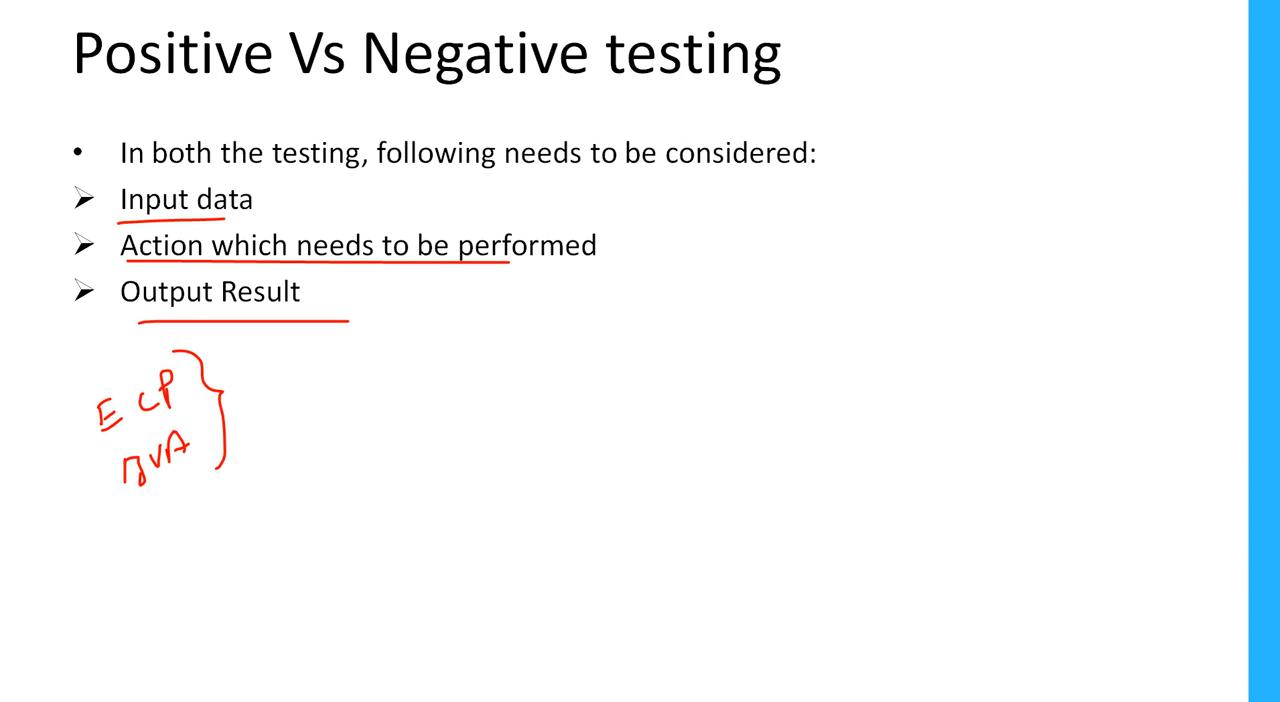 Positive Vs Negative testing
• In both the testing, following needs to be considered:
➢ Input data
➢ Action which needs to be performed
➢ Output Result
E CP
BVA